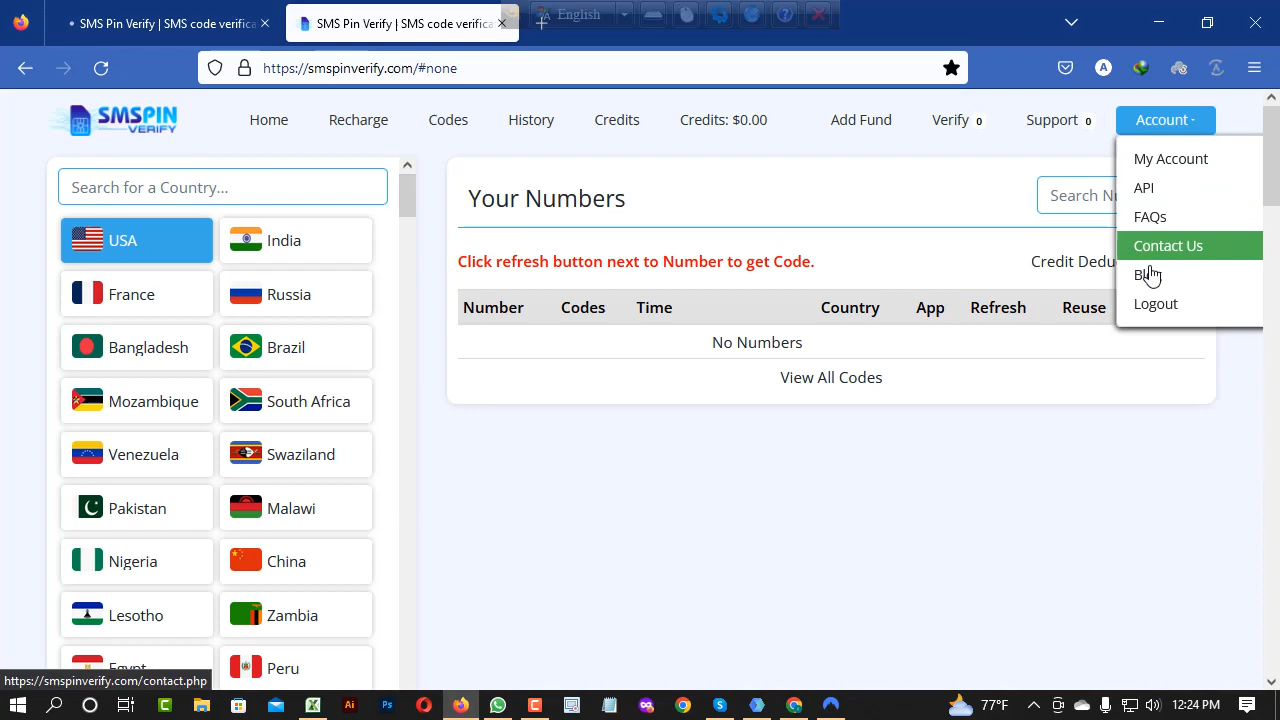 English
SMS Pin Verify | SMS code verifica
SMS Pin Verify | SMS code verifica
https://smspinverify.com/#none
SMSPIN
VERIFY
Home
Recharge
Codes
History
Credits
Credits: $0.00
Add Fund
Verify 0
Support 0
Account
My Account
API
FAQs
Contact Us
Logout
Search for a Country...
USA
India
France
Russia
Bangladesh
Brazil
Mozambique
South Africa
Venezuela
Swaziland
Pakistan
Malawi
Nigeria
China
Lesotho
Zambia
Egypt
Peru
Your Numbers
Search Nu
Click refresh button next to Number to get Code.
Credit Dedu
Number Codes Time Country App Refresh Reuse
No Numbers
View All Codes
https://smspinverify.com/contact.php
77°F
12:24 PM